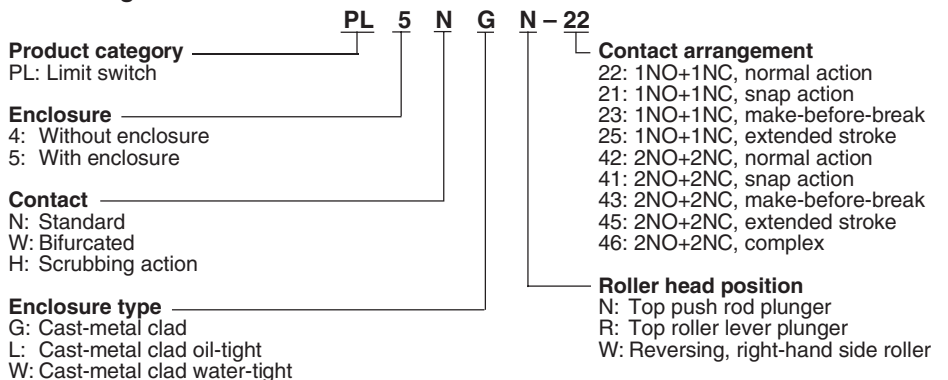 PL 5 N G N – 22
Product category
PL: Limit switch
Enclosure
4: Without enclosure
5: With enclosure
Contact
N: Standard
W: Bifurcated
H: Scrubbing action
Enclosure type
G: Cast-metal clad
L: Cast-metal clad oil-tight
W: Cast-metal clad water-tight
Contact arrangement
22: 1NO+1NC, normal action
21: 1NO+1NC, snap action
23: 1NO+1NC, make-before-break
25: 1NO+1NC, extended stroke
42: 2NO+2NC, normal action
41: 2NO+2NC, snap action
43: 2NO+2NC, make-before-break
45: 2NO+2NC, extended stroke
46: 2NO+2NC, complex
Roller head position
N: Top push rod plunger
R: Top roller lever plunger
W: Reversing, right-hand side roller